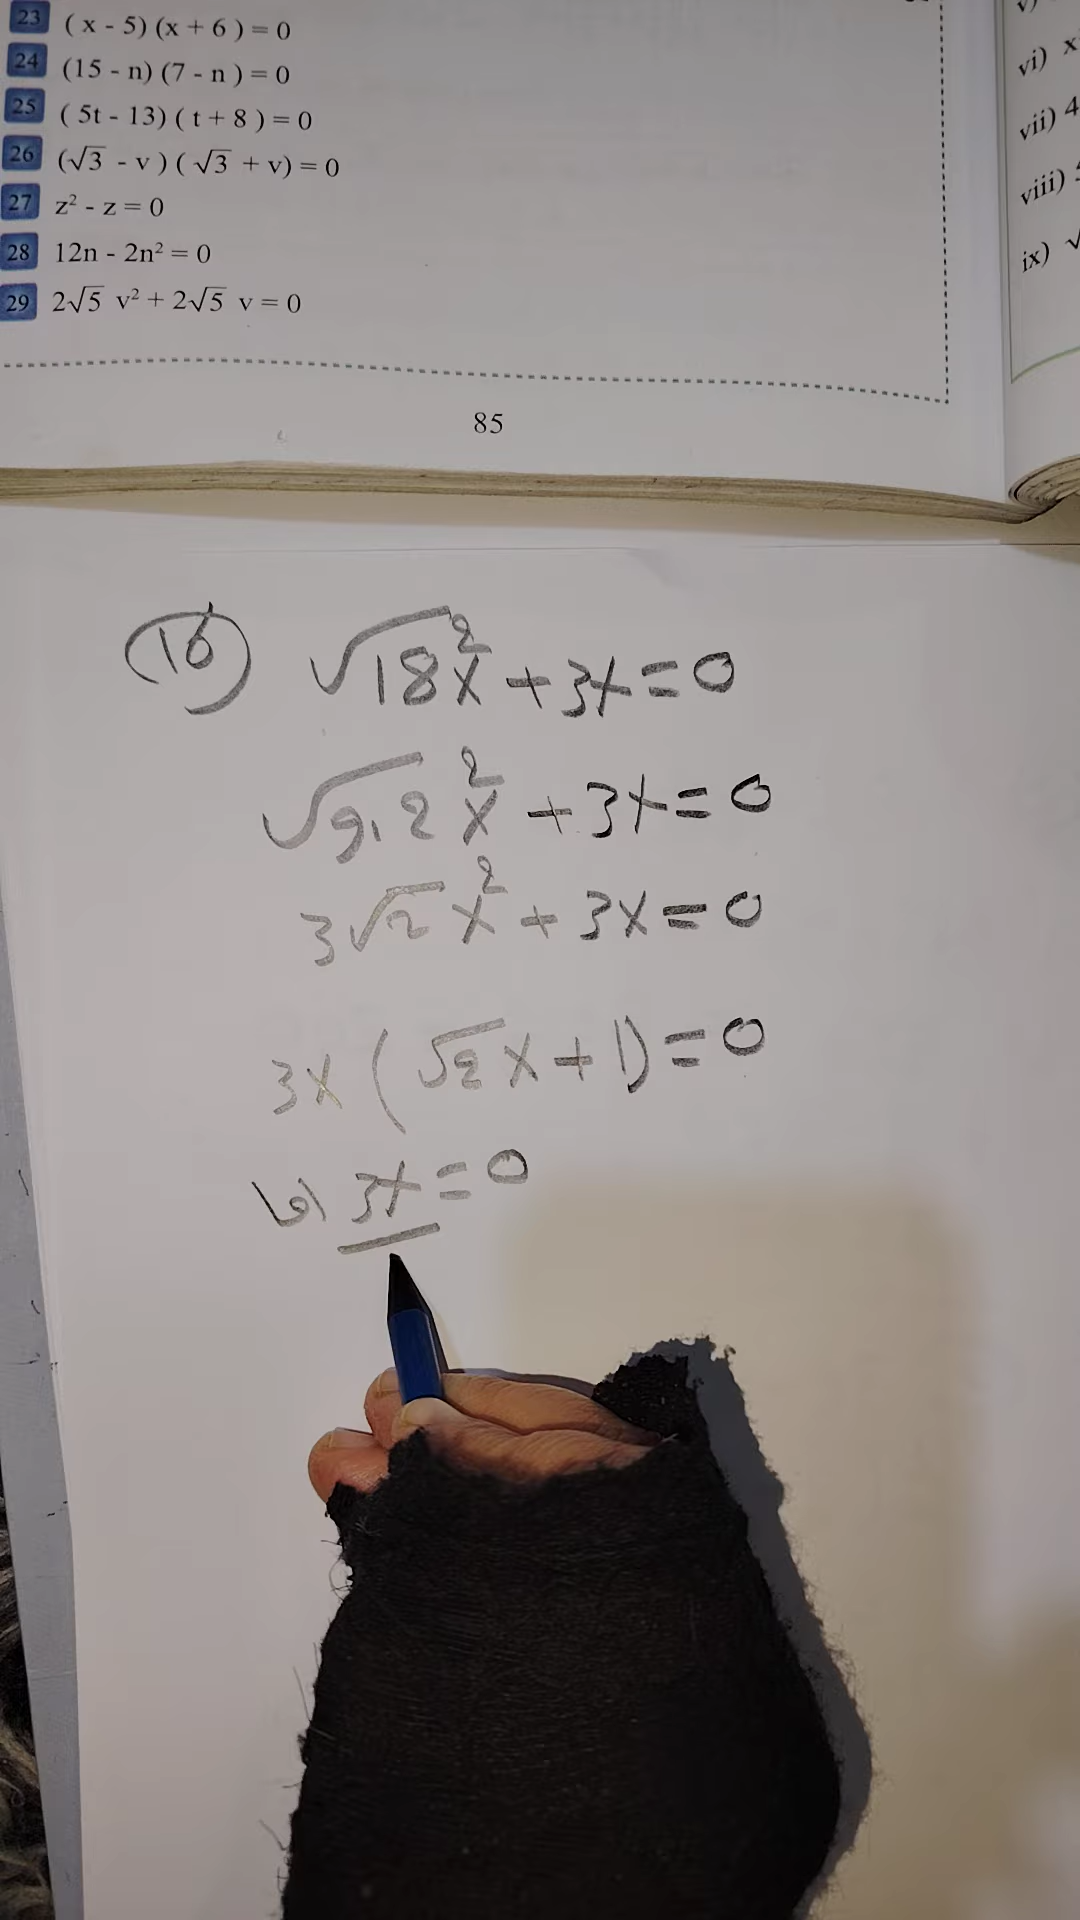 23 ( x - 5) (x + 6 ) = 0
24 (15 - n) (7 - n ) = 0
25 ( 5t - 13) ( t + 8 ) = 0
26 (√3 - v ) ( √3 + v) = 0
27 z² - z = 0
28 12n - 2n² = 0
29 2√5 v² + 2√5 v = 0
85
vi) x
vii) 4
viii)
ix) √
16 √18 x² + 3x = 0
√9.2 x² + 3x = 0
3√2 x² + 3x = 0
3x ( √2 x + 1) = 0
اما 3x = 0